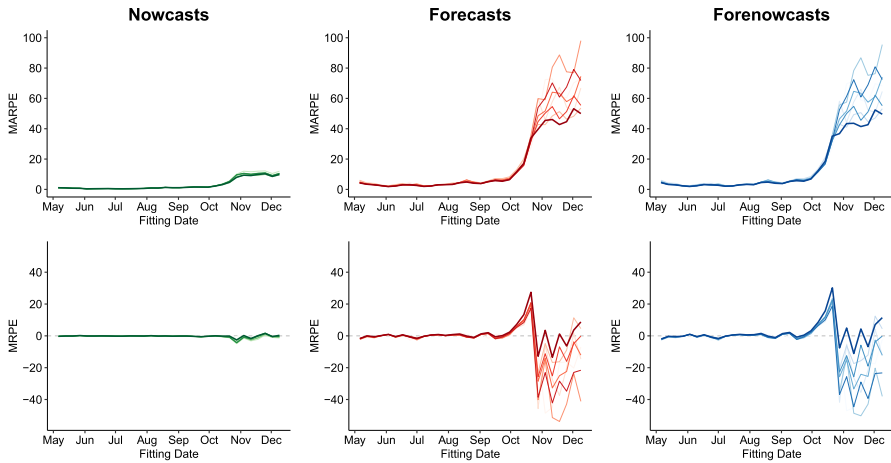 Nowcasts Forecasts Forenowcasts
100 100 100
80 80 80
60 60 60
MARPE MARPE MARPE
40 40 40
20 20 20
0 0 0
May Jun Jul Aug Sep Oct Nov Dec May Jun Jul Aug Sep Oct Nov Dec May Jun Jul Aug Sep Oct Nov Dec
Fitting Date Fitting Date Fitting Date
40 40 40
20 20 20
MRPE MRPE MRPE
0 0 0
−20 −20 −20
−40 −40 −40
May Jun Jul Aug Sep Oct Nov Dec May Jun Jul Aug Sep Oct Nov Dec May Jun Jul Aug Sep Oct Nov Dec
Fitting Date Fitting Date Fitting Date